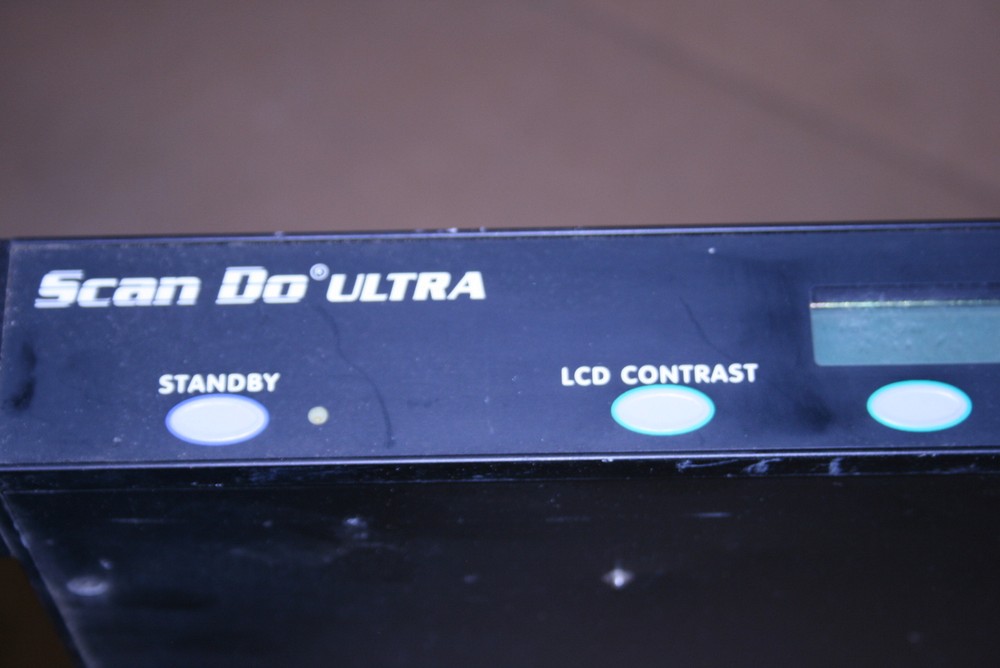 Scan Do® ULTRA
STANDBY
LCD CONTRAST